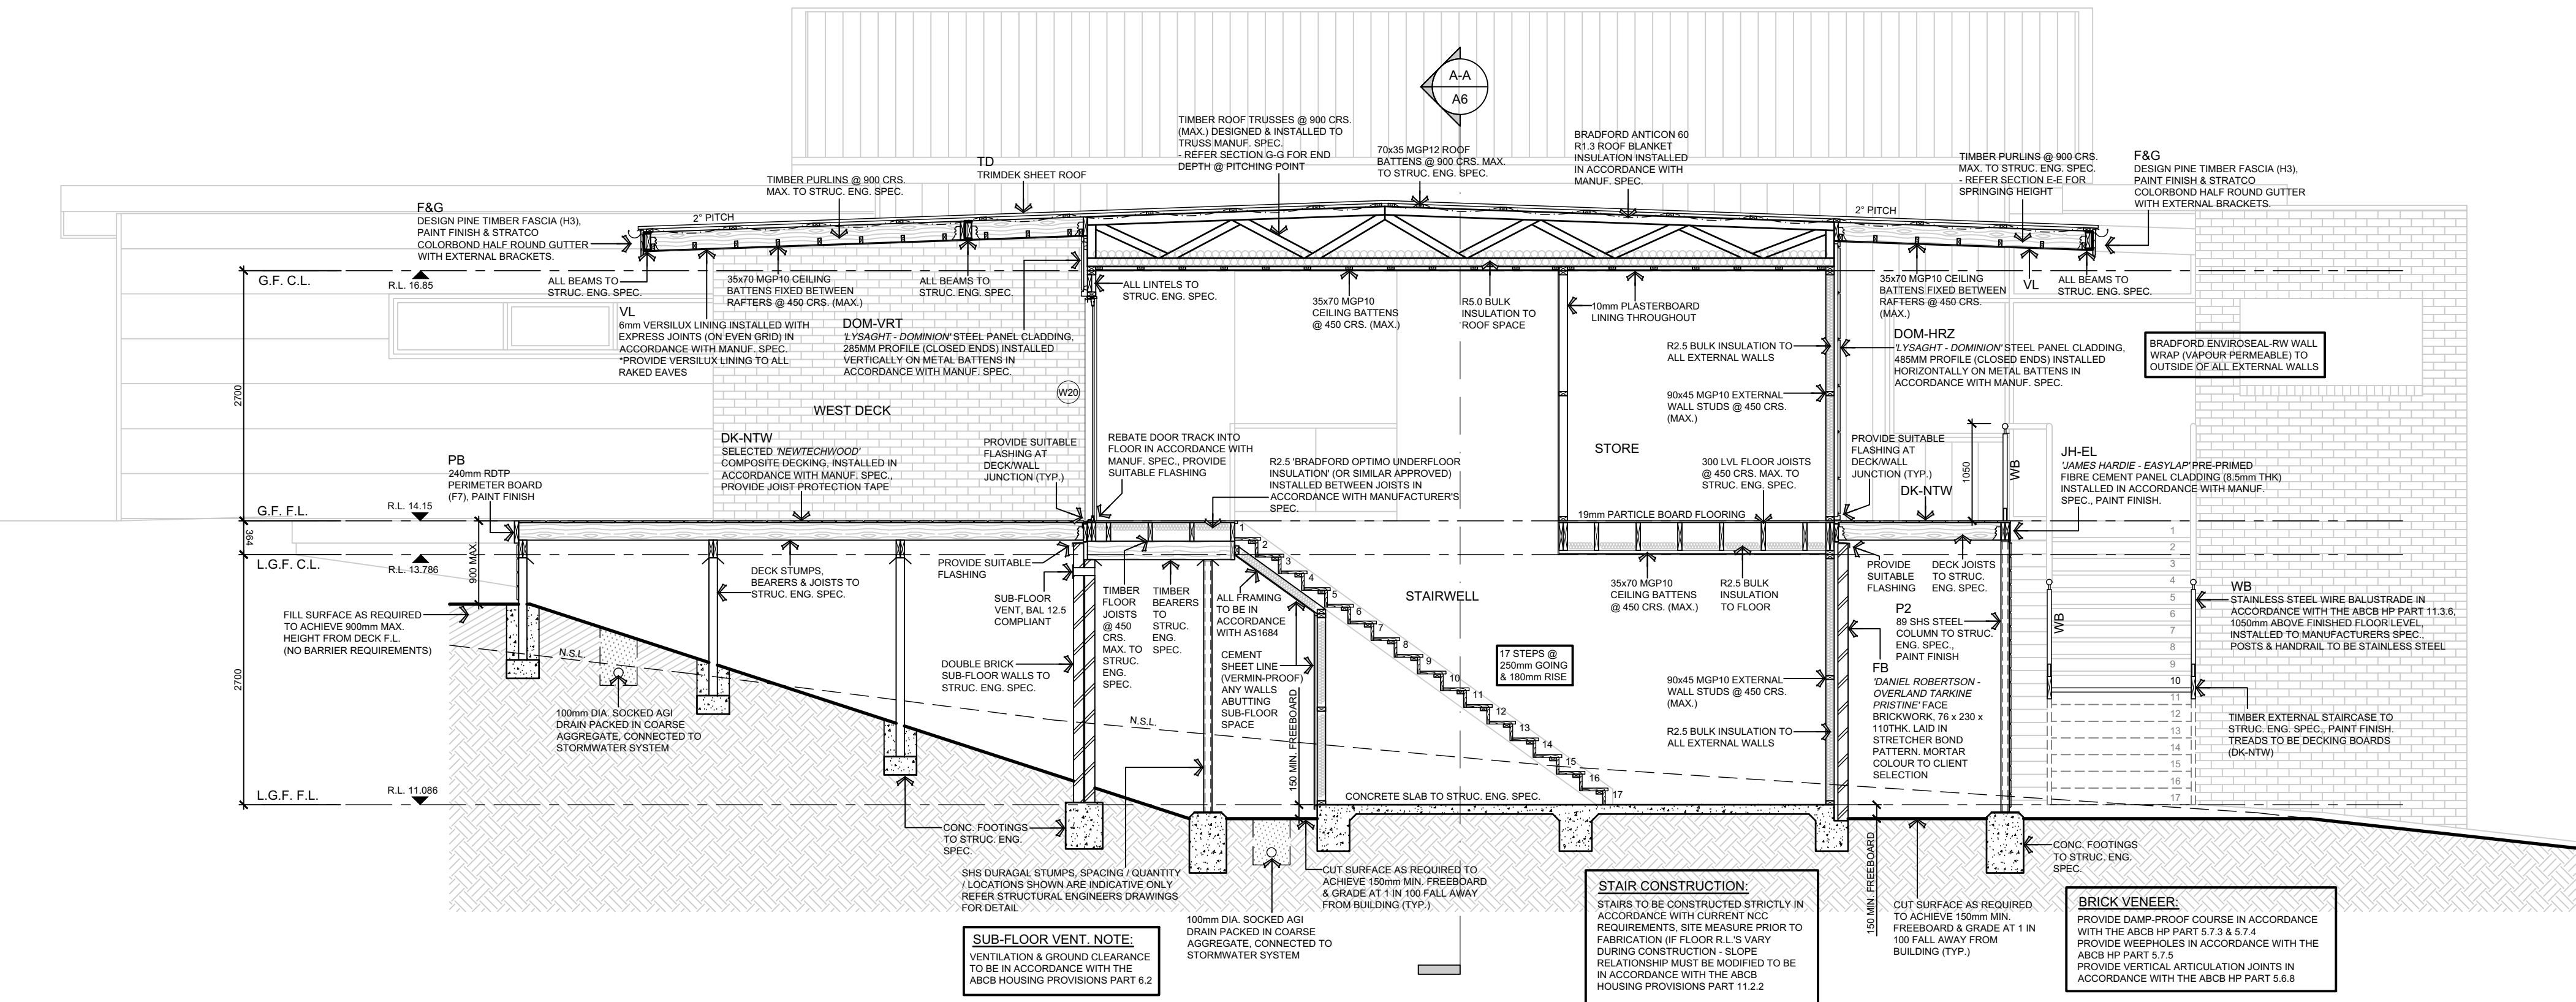 A-A
A6
TIMBER ROOF TRUSSES @ 900 CRS.
(MAX.) DESIGNED & INSTALLED TO
TRUSS MANUF. SPEC.
- REFER SECTION G-G FOR END
DEPTH @ PITCHING POINT
70x35 MGP12 ROOF
BATTENS @ 900 CRS. MAX.
TO STRUC. ENG. SPEC.
BRADFORD ANTICON 60
R1.3 ROOF BLANKET
INSULATION INSTALLED
IN ACCORDANCE WITH
MANUF. SPEC.
TIMBER PURLINS @ 900 CRS.
MAX. TO STRUC. ENG. SPEC.
- REFER SECTION E-E FOR
SPRINGING HEIGHT
F&G
DESIGN PINE TIMBER FASCIA (H3),
PAINT FINISH & STRATCO
COLORBOND HALF ROUND GUTTER
WITH EXTERNAL BRACKETS.
TD
TRIMDEK SHEET ROOF
TIMBER PURLINS @ 900 CRS.
MAX. TO STRUC. ENG. SPEC.
F&G
DESIGN PINE TIMBER FASCIA (H3),
PAINT FINISH & STRATCO
COLORBOND HALF ROUND GUTTER
WITH EXTERNAL BRACKETS.
2° PITCH
2° PITCH
G.F. C.L.
R.L. 16.85
ALL BEAMS TO
STRUC. ENG. SPEC.
35x70 MGP10 CEILING
BATTENS FIXED BETWEEN
RAFTERS @ 450 CRS. (MAX.)
ALL BEAMS TO
STRUC. ENG. SPEC.
ALL LINTELS TO
STRUC. ENG. SPEC.
35x70 MGP10
CEILING BATTENS
@ 450 CRS. (MAX.)
R5.0 BULK
INSULATION TO
ROOF SPACE
10mm PLASTERBOARD
LINING THROUGHOUT
35x70 MGP10 CEILING
BATTENS FIXED BETWEEN
RAFTERS @ 450 CRS.
(MAX.)
VL
ALL BEAMS TO
STRUC. ENG. SPEC.
VL
6mm VERSILUX LINING INSTALLED WITH
EXPRESS JOINTS (ON EVEN GRID) IN
ACCORDANCE WITH MANUF. SPEC.
*PROVIDE VERSILUX LINING TO ALL
RAKED EAVES
DOM-VRT
'LYSAGHT - DOMINION' STEEL PANEL CLADDING,
285MM PROFILE (CLOSED ENDS) INSTALLED
VERTICALLY ON METAL BATTENS IN
ACCORDANCE WITH MANUF. SPEC.
R2.5 BULK INSULATION TO
ALL EXTERNAL WALLS
DOM-HRZ
'LYSAGHT - DOMINION' STEEL PANEL CLADDING,
485MM PROFILE (CLOSED ENDS) INSTALLED
HORIZONTALLY ON METAL BATTENS IN
ACCORDANCE WITH MANUF. SPEC.
BRADFORD ENVIROSEAL-RW WALL
WRAP (VAPOUR PERMEABLE) TO
OUTSIDE OF ALL EXTERNAL WALLS
2700
W20
90x45 MGP10 EXTERNAL
WALL STUDS @ 450 CRS.
(MAX.)
WEST DECK
STORE
DK-NTW
SELECTED 'NEWTECHWOOD'
COMPOSITE DECKING, INSTALLED IN
ACCORDANCE WITH MANUF. SPEC.,
PROVIDE JOIST PROTECTION TAPE
PROVIDE SUITABLE
FLASHING AT
DECK/WALL
JUNCTION (TYP.)
REBATE DOOR TRACK INTO
FLOOR IN ACCORDANCE WITH
MANUF. SPEC., PROVIDE
SUITABLE FLASHING
R2.5 'BRADFORD OPTIMO UNDERFLOOR
INSULATION' (OR SIMILAR APPROVED)
INSTALLED BETWEEN JOISTS IN
ACCORDANCE WITH MANUFACTURER'S
SPEC.
300 LVL FLOOR JOISTS
@ 450 CRS. MAX. TO
STRUC. ENG. SPEC.
PROVIDE SUITABLE
FLASHING AT
DECK/WALL
JUNCTION (TYP.)
DK-NTW
1050
WB
JH-EL
'JAMES HARDIE - EASYLAP' PRE-PRIMED
FIBRE CEMENT PANEL CLADDING (8.5mm THK)
INSTALLED IN ACCORDANCE WITH MANUF.
SPEC., PAINT FINISH.
PB
240mm RDTP
PERIMETER BOARD
(F7), PAINT FINISH
G.F. F.L.
R.L. 14.15
19mm PARTICLE BOARD FLOORING
364
900 MAX.
L.G.F. C.L.
R.L. 13.786
DECK STUMPS,
BEARERS & JOISTS TO
STRUC. ENG. SPEC.
PROVIDE SUITABLE
FLASHING
SUB-FLOOR
VENT, BAL 12.5
COMPLIANT
TIMBER
FLOOR
JOISTS
@ 450
CRS.
MAX. TO
STRUC.
ENG.
SPEC.
TIMBER
BEARERS
TO
STRUC.
ENG.
SPEC.
ALL FRAMING
TO BE IN
ACCORDANCE
WITH AS1684
CEMENT
SHEET LINE
(VERMIN-PROOF)
ANY WALLS
ABUTTING
SUB-FLOOR
SPACE
1
2
3
4
5
6
7
8
9
10
11
12
13
14
15
16
17
STAIRWELL
35x70 MGP10
CEILING BATTENS
@ 450 CRS. (MAX.)
R2.5 BULK
INSULATION
TO FLOOR
17 STEPS @
250mm GOING
& 180mm RISE
PROVIDE
SUITABLE
FLASHING
DECK JOISTS
TO STRUC.
ENG. SPEC.
P2
89 SHS STEEL
COLUMN TO STRUC.
ENG. SPEC.,
PAINT FINISH
FB
'DANIEL ROBERTSON -
OVERLAND TARKINE
PRISTINE' FACE
BRICKWORK, 76 x 230 x
110THK. LAID IN
STRETCHER BOND
PATTERN. MORTAR
COLOUR TO CLIENT
SELECTION
WB
1
2
3
4
5
6
7
8
9
10
11
12
13
14
15
16
17
WB
STAINLESS STEEL WIRE BALUSTRADE IN
ACCORDANCE WITH THE ABCB HP PART 11.3.6,
1050mm ABOVE FINISHED FLOOR LEVEL,
INSTALLED TO MANUFACTURERS SPEC.,
POSTS & HANDRAIL TO BE STAINLESS STEEL
TIMBER EXTERNAL STAIRCASE TO
STRUC. ENG. SPEC., PAINT FINISH.
TREADS TO BE DECKING BOARDS
(DK-NTW)
FILL SURFACE AS REQUIRED
TO ACHIEVE 900mm MAX.
HEIGHT FROM DECK F.L.
(NO BARRIER REQUIREMENTS)
N.S.L.
DOUBLE BRICK
SUB-FLOOR WALLS TO
STRUC. ENG. SPEC.
2700
100mm DIA. SOCKED AGI
DRAIN PACKED IN COARSE
AGGREGATE, CONNECTED TO
STORMWATER SYSTEM
N.S.L.
90x45 MGP10 EXTERNAL
WALL STUDS @ 450 CRS.
(MAX.)
R2.5 BULK INSULATION TO
ALL EXTERNAL WALLS
150 MIN. FREEBOARD
L.G.F. F.L.
R.L. 11.086
CONCRETE SLAB TO STRUC. ENG. SPEC.
CONC. FOOTINGS
TO STRUC. ENG.
SPEC.
SHS DURAGAL STUMPS, SPACING / QUANTITY
/ LOCATIONS SHOWN ARE INDICATIVE ONLY
REFER STRUCTURAL ENGINEERS DRAWINGS
FOR DETAIL
CUT SURFACE AS REQUIRED TO
ACHIEVE 150mm MIN. FREEBOARD
& GRADE AT 1 IN 100 FALL AWAY
FROM BUILDING (TYP.)
100mm DIA. SOCKED AGI
DRAIN PACKED IN COARSE
AGGREGATE, CONNECTED TO
STORMWATER SYSTEM
150 MIN. FREEBOARD
CUT SURFACE AS REQUIRED
TO ACHIEVE 150mm MIN.
FREEBOARD & GRADE AT 1 IN
100 FALL AWAY FROM
BUILDING (TYP.)
CONC. FOOTINGS
TO STRUC. ENG.
SPEC.
SUB-FLOOR VENT. NOTE:
VENTILATION & GROUND CLEARANCE
TO BE IN ACCORDANCE WITH THE
ABCB HOUSING PROVISIONS PART 6.2
STAIR CONSTRUCTION:
STAIRS TO BE CONSTRUCTED STRICTLY IN
ACCORDANCE WITH CURRENT NCC
REQUIREMENTS, SITE MEASURE PRIOR TO
FABRICATION (IF FLOOR R.L.'S VARY
DURING CONSTRUCTION - SLOPE
RELATIONSHIP MUST BE MODIFIED TO BE
IN ACCORDANCE WITH THE ABCB
HOUSING PROVISIONS PART 11.2.2
BRICK VENEER:
PROVIDE DAMP-PROOF COURSE IN ACCORDANCE
WITH THE ABCB HP PART 5.7.3 & 5.7.4
PROVIDE WEEPHOLES IN ACCORDANCE WITH THE
ABCB HP PART 5.7.5
PROVIDE VERTICAL ARTICULATION JOINTS IN
ACCORDANCE WITH THE ABCB HP PART 5.6.8